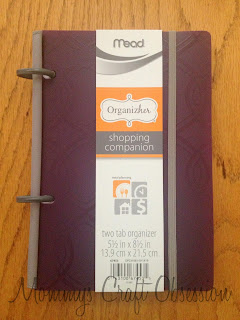 Mead
OrganizHer
shopping
companion
two tab organizer
5½ in x 8½ in
13.9 cm x 21.5 cm
Mommy's Craft Obsession